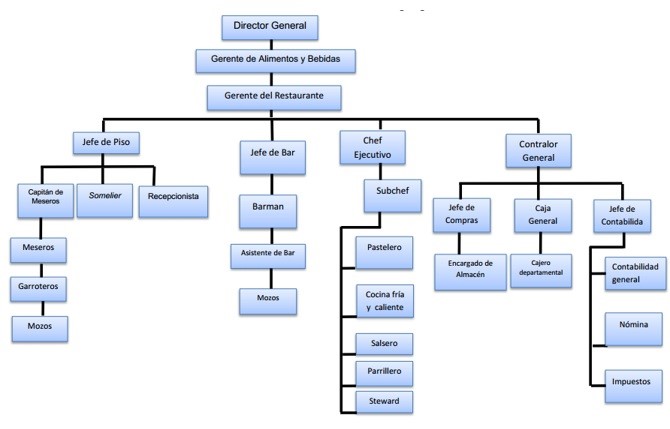 Director General
Gerente de Alimentos y Bebidas
Gerente del Restaurante
Jefe de Piso
Jefe de Bar
Chef
Ejecutivo
Contralor
General
Capitán de
Meseros
Somelier
Recepcionista
Barman
Subchef
Jefe de
Compras
Caja
General
Jefe de
Contabilida
Meseros
Asistente de Bar
Pastelero
Encargado de
Almacén
Cajero
departamental
Contabilidad
general
Garroteros
Mozos
Cocina fría
y caliente
Mozos
Salsero
Nómina
Parrillero
Impuestos
Steward